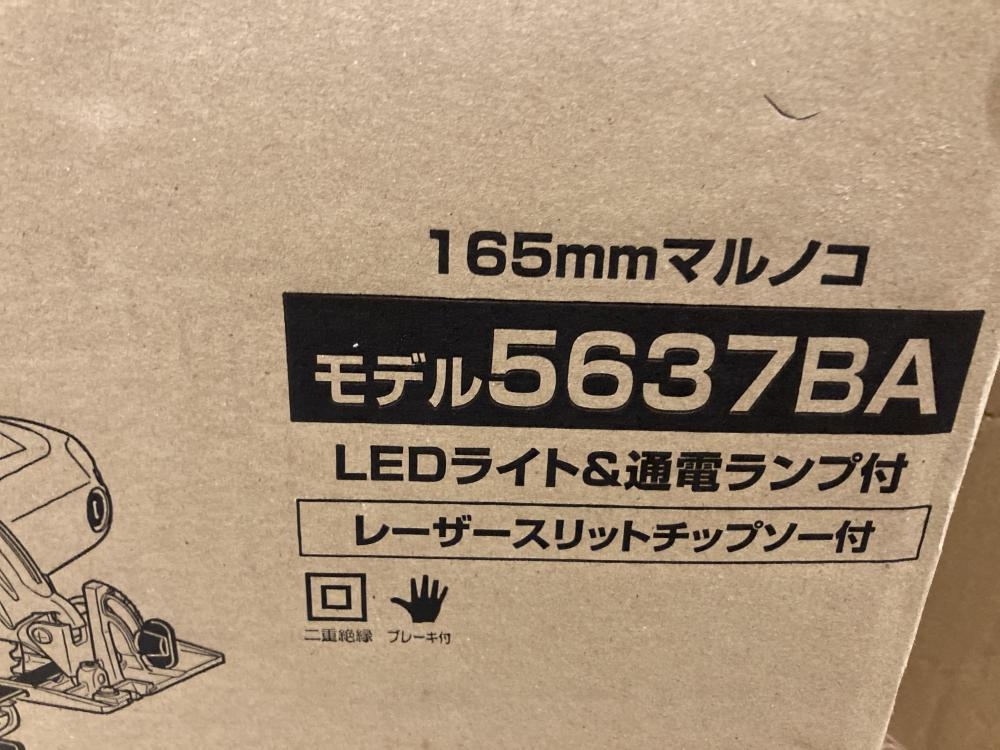 165mmマルノコ
モデル5637BA
LEDライト&通電ランプ付
レーザースリットチップソー付
二重絶縁 ブレーキ付